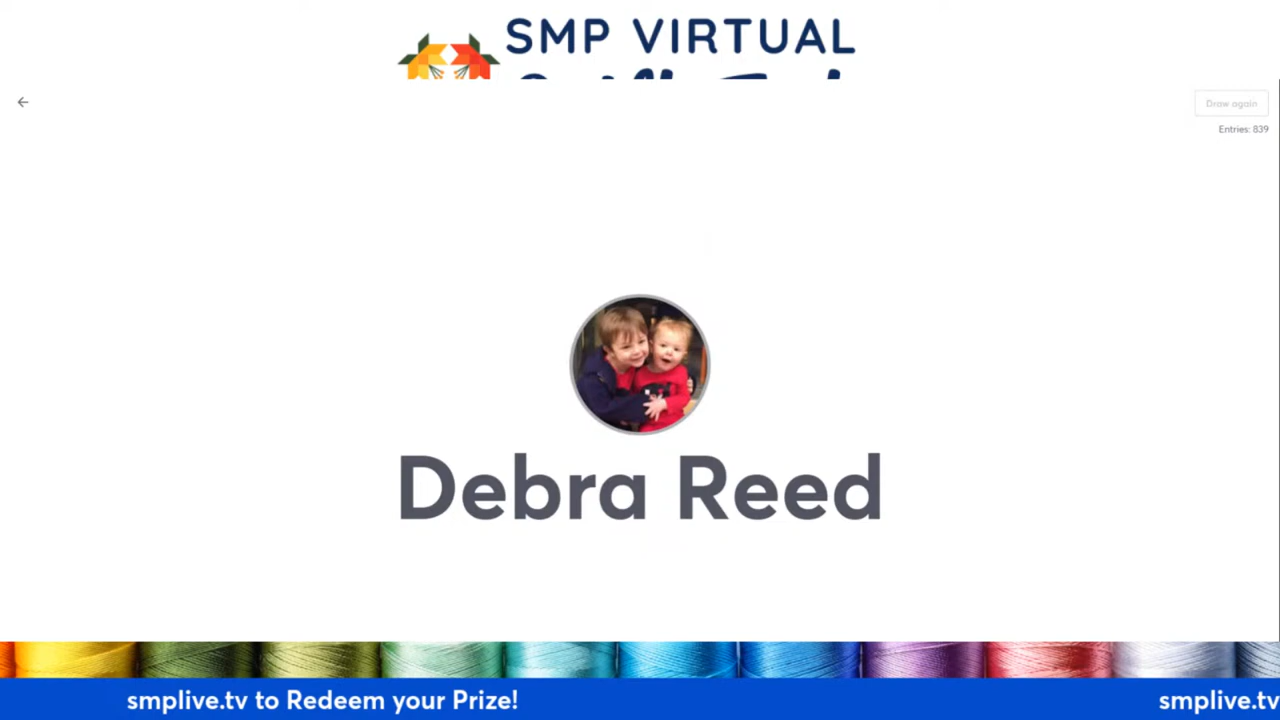 SMP VIRTUAL
Draw again
Entries: 839
Debra Reed
smplive.tv to Redeem your Prize!
smplive.tv